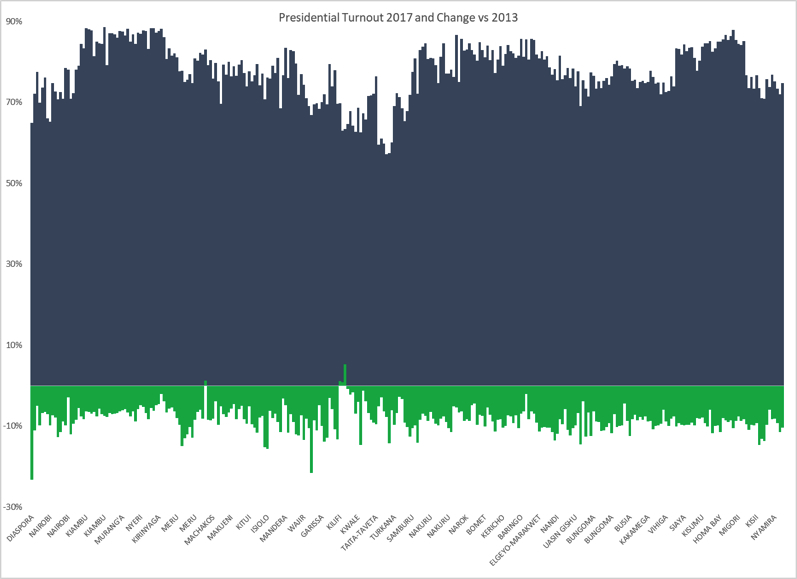 Presidential Turnout 2017 and Change vs 2013
90%
70%
50%
30%
10%
-10%
-30%
DIASPORA
NAIROBI
NAIROBI
KIAMBU
KIAMBU
MURANG'A
NYERI
KIRINYAGA
MERU
MERU
MACHAKOS
MAKUENI
KITUI
ISIOLO
MANDERA
WAJIR
GARISSA
KILIFI
KWALE
TAITA-TAVETA
TURKANA
SAMBURU
NAKURU
NAKURU
NAROK
BOMET
KERICHO
BARINGO
ELGEYO-MARAKWET
NANDI
UASIN GISHU
BUNGOMA
BUNGOMA
BUSIA
KAKAMEGA
VIHIGA
SIAYA
KISUMU
HOMA BAY
MIGORI
KISII
NYAMIRA